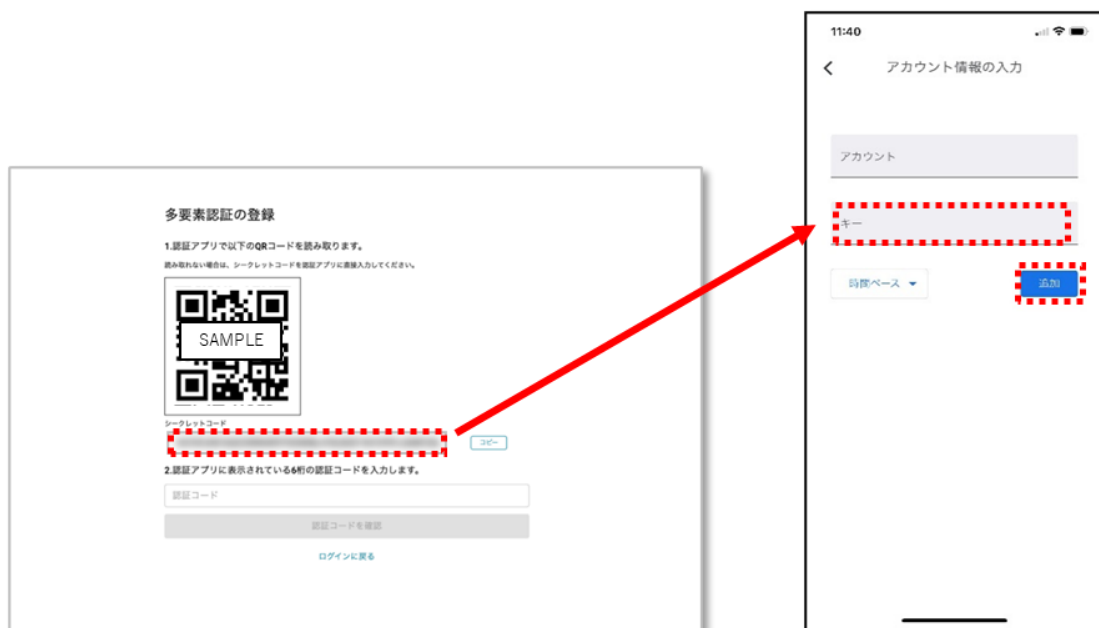 多要素認証の登録
1.認証アプリで以下のQRコードを読み取ります。
読み取れない場合は、シークレットコードを認証アプリに直接入力してください。
SAMPLE
シークレットコード
コピー
2.認証アプリに表示されている6桁の認証コードを入力します。
認証コード
認証コードを確認
ログインに戻る
11:40
アカウント情報の入力
アカウント
キー
時間ベース
追加